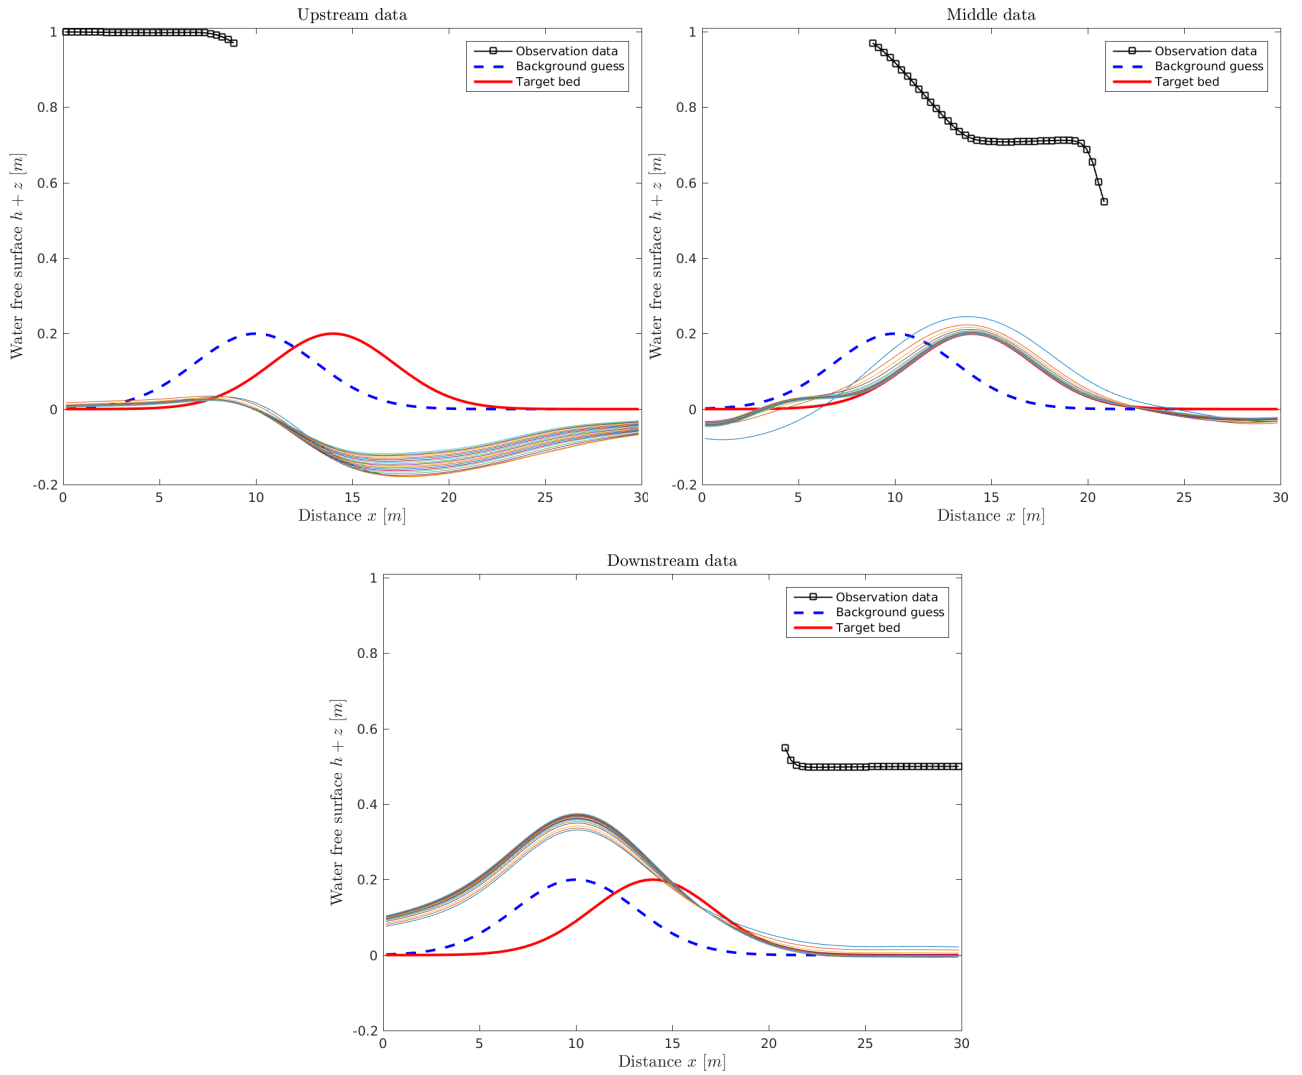 Upstream data
1
0.8
0.6
0.4
0.2
0
-0.2
Water free surface h + z [m]
Observation data
Background guess
Target bed
0 5 10 15 20 25 30
Distance x [m]
Middle data
1
0.8
0.6
0.4
0.2
0
-0.2
Water free surface h + z [m]
Observation data
Background guess
Target bed
0 5 10 15 20 25 30
Distance x [m]
Downstream data
1
0.8
0.6
0.4
0.2
0
-0.2
Water free surface h + z [m]
Observation data
Background guess
Target bed
0 5 10 15 20 25 30
Distance x [m]